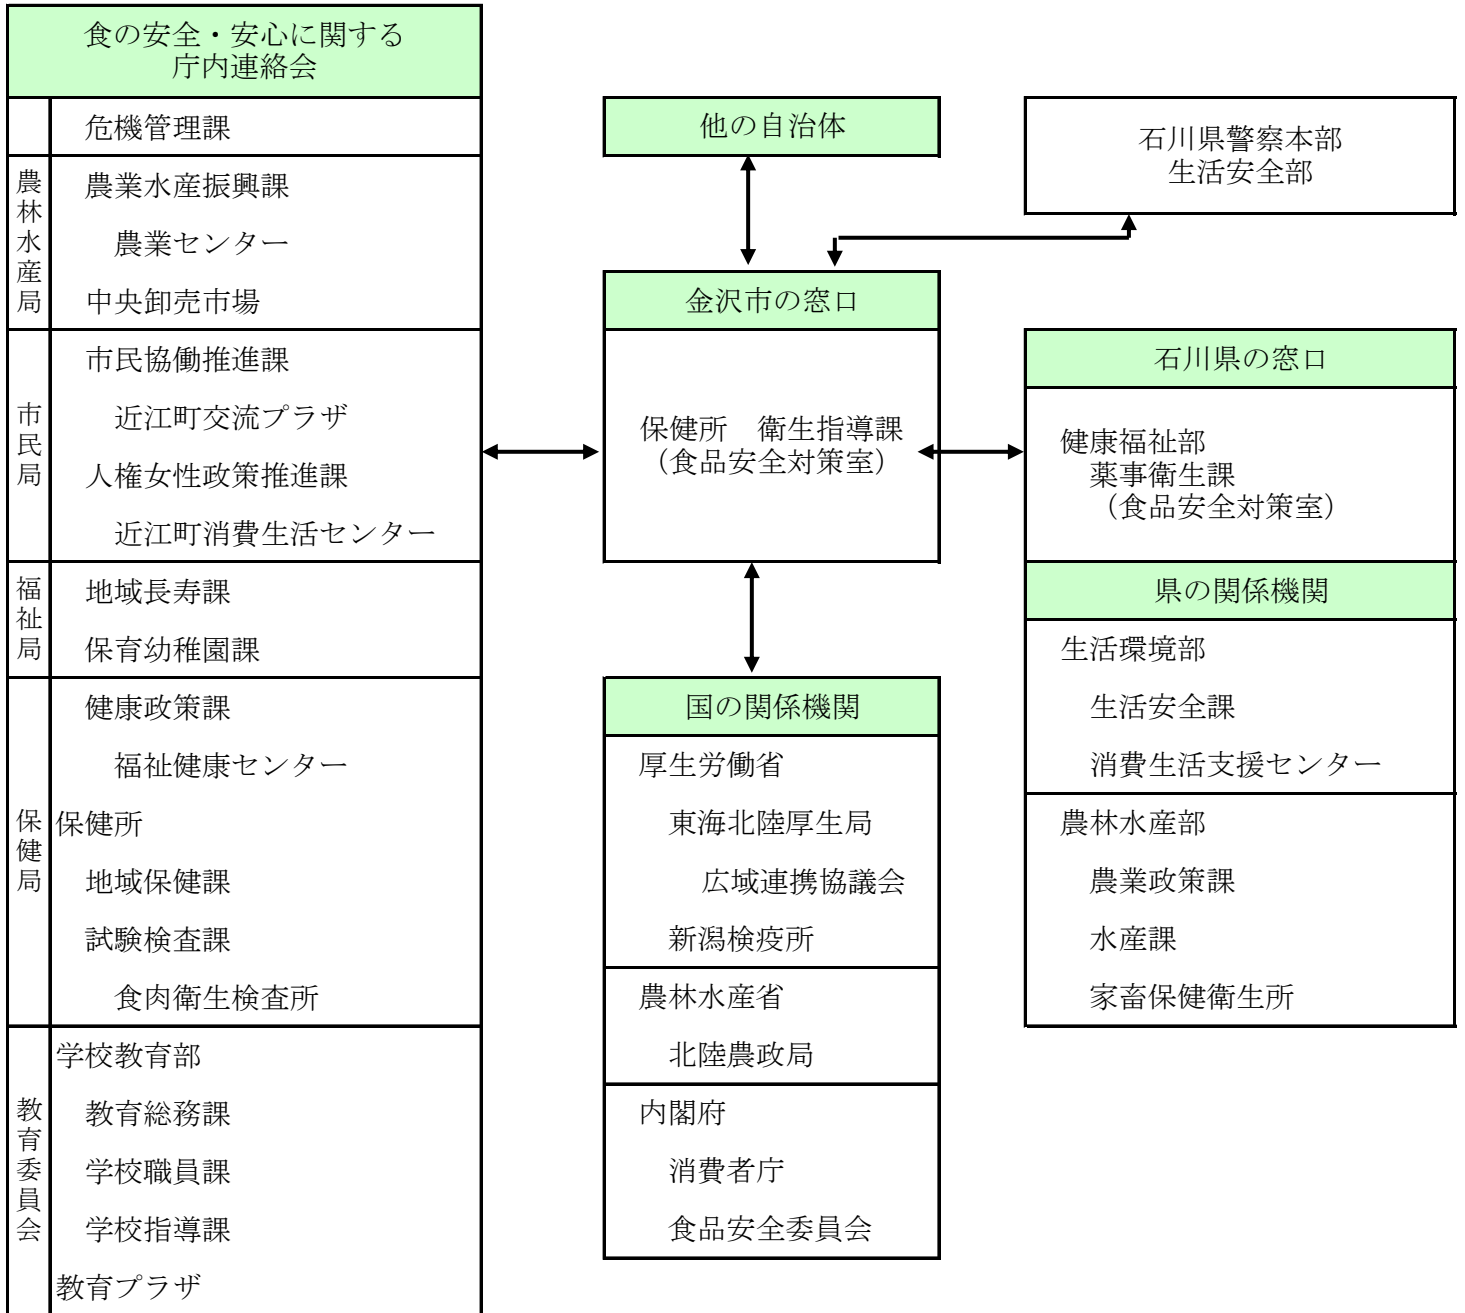 食の安全・安心に関する
庁内連絡会
危機管理課
農林水産局
農業水産振興課
農業センター
中央卸売市場
市民局
市民協働推進課
近江町交流プラザ
人権女性政策推進課
近江町消費生活センター
福祉局
地域長寿課
保育幼稚園課
保健局
健康政策課
福祉健康センター
保健所
地域保健課
試験検査課
食肉衛生検査所
教育委員会
学校教育部
教育総務課
学校職員課
学校指導課
教育プラザ
他の自治体
金沢市の窓口
保健所　衛生指導課
（食品安全対策室）
国の関係機関
厚生労働省
東海北陸厚生局
広域連携協議会
新潟検疫所
農林水産省
北陸農政局
内閣府
消費者庁
食品安全委員会
石川県警察本部
生活安全部
石川県の窓口
健康福祉部
薬事衛生課
（食品安全対策室）
県の関係機関
生活環境部
生活安全課
消費生活支援センター
農林水産部
農業政策課
水産課
家畜保健衛生所